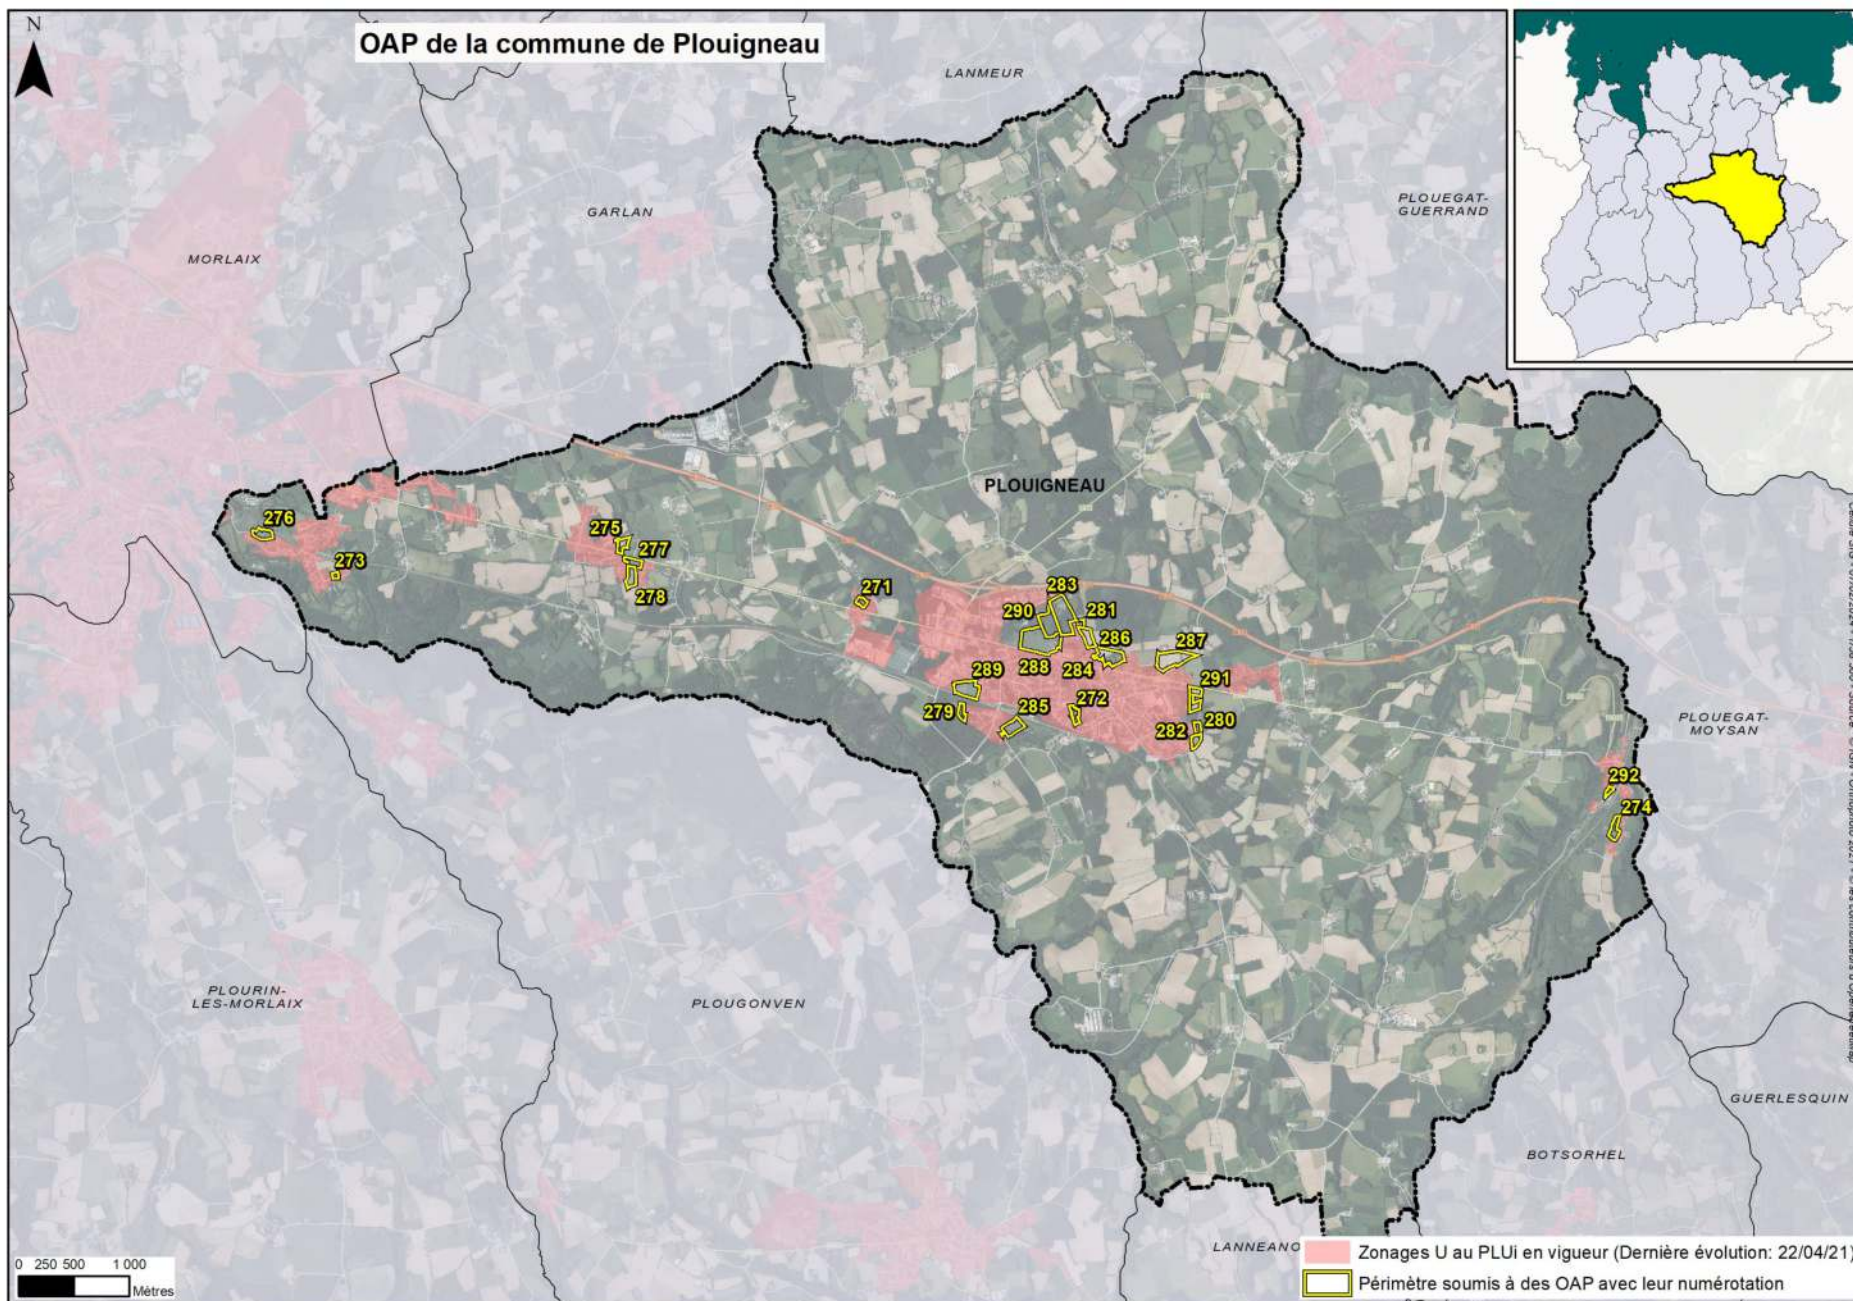 N
OAP de la commune de Plouigneau
LANMEUR
GARLAN
PLOUEGAT-
GUERRAND
MORLAIX
PLOUIGNEAU
276
273
275
277
278
271
283
290
281
286
287
288
284
289
291
279
285
272
282
280
292
274
PLOUEGAT-
MOYSAN
PLOURIN-
LES-MORLAIX
PLOUGONVEN
GUERLESQUIN
BOTSORHEL
LANNEANO
0 250 500 1 000
Mètres
Zonages U au PLUi en vigueur (Dernière évolution: 22/04/21)
Périmètre soumis à des OAP avec leur numérotation